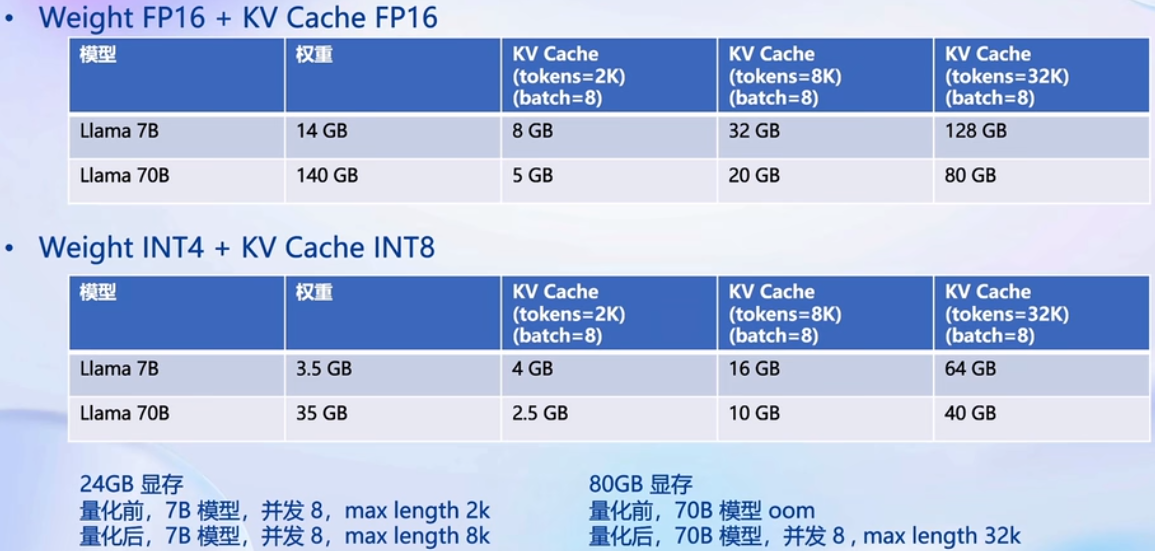 • Weight FP16 + KV Cache FP16
模型 权重 KV Cache (tokens=2K) (batch=8) KV Cache (tokens=8K) (batch=8) KV Cache (tokens=32K) (batch=8)
Llama 7B 14 GB 8 GB 32 GB 128 GB
Llama 70B 140 GB 5 GB 20 GB 80 GB
• Weight INT4 + KV Cache INT8
模型 权重 KV Cache (tokens=2K) (batch=8) KV Cache (tokens=8K) (batch=8) KV Cache (tokens=32K) (batch=8)
Llama 7B 3.5 GB 4 GB 16 GB 64 GB
Llama 70B 35 GB 2.5 GB 10 GB 40 GB
24GB 显存
量化前，7B 模型，并发 8，max length 2k
量化后，7B 模型，并发 8，max length 8k
80GB 显存
量化前，70B 模型 oom
量化后，70B 模型，并发 8 , max length 32k